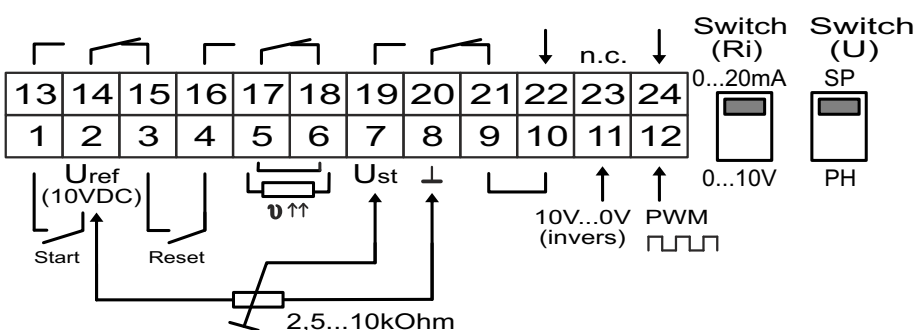 Switch Switch
(Ri) (U)
n.c.
0...20mA SP
13 14 15 16 17 18 19 20 21 22 23 24
1 2 3 4 5 6 7 8 9 10 11 12
0...10V PH
Uref Ust ⊥
(10VDC)
υ ↑↑
10V...0V PWM
(invers)
Start Reset
2,5...10kOhm